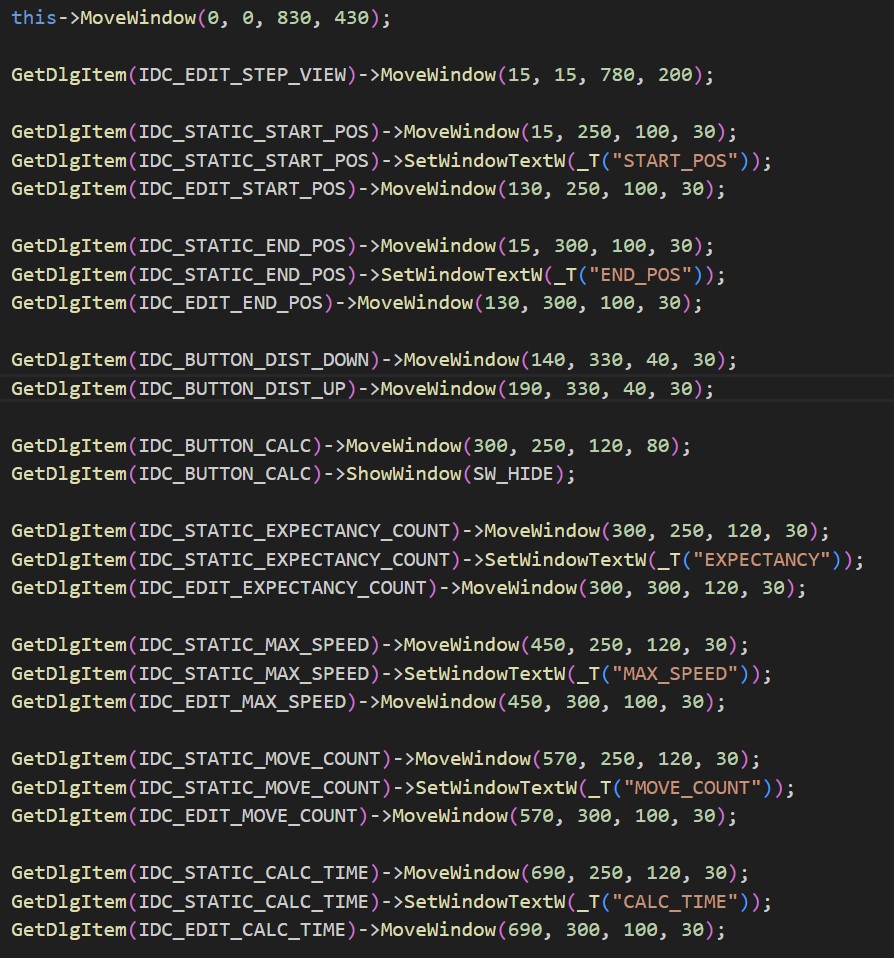 this->MoveWindow(0, 0, 830, 430);
GetDlgItem(IDC_EDIT_STEP_VIEW)->MoveWindow(15, 15, 780, 200);
GetDlgItem(IDC_STATIC_START_POS)->MoveWindow(15, 250, 100, 30);
GetDlgItem(IDC_STATIC_START_POS)->SetWindowTextW(_T("START_POS"));
GetDlgItem(IDC_EDIT_START_POS)->MoveWindow(130, 250, 100, 30);
GetDlgItem(IDC_STATIC_END_POS)->MoveWindow(15, 300, 100, 30);
GetDlgItem(IDC_STATIC_END_POS)->SetWindowTextW(_T("END_POS"));
GetDlgItem(IDC_EDIT_END_POS)->MoveWindow(130, 300, 100, 30);
GetDlgItem(IDC_BUTTON_DIST_DOWN)->MoveWindow(140, 330, 40, 30);
GetDlgItem(IDC_BUTTON_DIST_UP)->MoveWindow(190, 330, 40, 30);
GetDlgItem(IDC_BUTTON_CALC)->MoveWindow(300, 250, 120, 80);
GetDlgItem(IDC_BUTTON_CALC)->ShowWindow(SW_HIDE);
GetDlgItem(IDC_STATIC_EXPECTANCY_COUNT)->MoveWindow(300, 250, 120, 30);
GetDlgItem(IDC_STATIC_EXPECTANCY_COUNT)->SetWindowTextW(_T("EXPECTANCY"));
GetDlgItem(IDC_EDIT_EXPECTANCY_COUNT)->MoveWindow(300, 300, 120, 30);
GetDlgItem(IDC_STATIC_MAX_SPEED)->MoveWindow(450, 250, 120, 30);
GetDlgItem(IDC_STATIC_MAX_SPEED)->SetWindowTextW(_T("MAX_SPEED"));
GetDlgItem(IDC_EDIT_MAX_SPEED)->MoveWindow(450, 300, 100, 30);
GetDlgItem(IDC_STATIC_MOVE_COUNT)->MoveWindow(570, 250, 120, 30);
GetDlgItem(IDC_STATIC_MOVE_COUNT)->SetWindowTextW(_T("MOVE_COUNT"));
GetDlgItem(IDC_EDIT_MOVE_COUNT)->MoveWindow(570, 300, 100, 30);
GetDlgItem(IDC_STATIC_CALC_TIME)->MoveWindow(690, 250, 120, 30);
GetDlgItem(IDC_STATIC_CALC_TIME)->SetWindowTextW(_T("CALC_TIME"));
GetDlgItem(IDC_EDIT_CALC_TIME)->MoveWindow(690, 300, 100, 30);